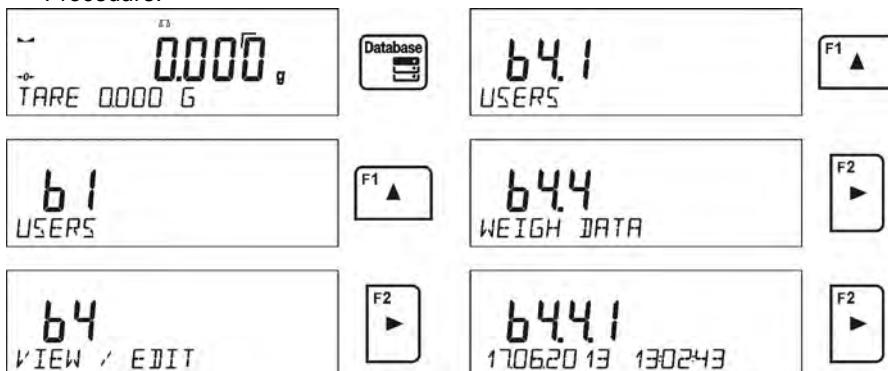 Procedure:
0.000 g
Database
→0←
TARE 0.000 G
b1
F1
USERS
b4
F2
VIEW / EDIT
b4.1
F1
USERS
b4.4
F2
WEIGH DATA
b4.4.1
F2
17.06.2013 13:02:43